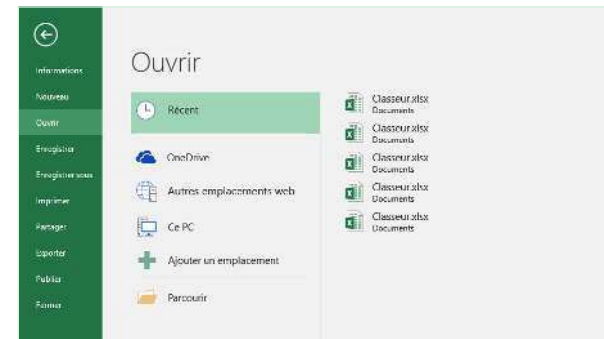 Informations
Nouveau
Ouvrir
Enregistrer
Enregistrer sous
Imprimer
Partager
Exporter
Publier
Fermer
Ouvrir
Récent
OneDrive
Autres emplacements web
Ce PC
Ajouter un emplacement
Parcourir
Classeur.xlsx
Documents
Classeur.xlsx
Documents
Classeur.xlsx
Documents
Classeur.xlsx
Documents
Classeur.xlsx
Documents